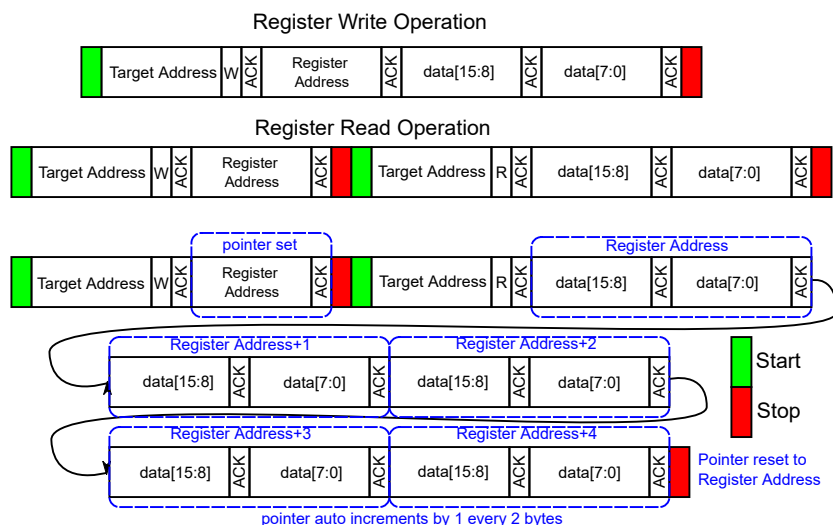 Register Write Operation
Target Address W ACK Register Address ACK data[15:8] ACK data[7:0] ACK
Register Read Operation
Target Address W ACK Register Address ACK Target Address R ACK data[15:8] ACK data[7:0] ACK
pointer set Register Address
Target Address W ACK Register Address ACK Target Address R ACK data[15:8] ACK data[7:0] ACK
Register Address+1 Register Address+2
data[15:8] ACK data[7:0] ACK data[15:8] ACK data[7:0] ACK
Start
Stop
Register Address+3 Register Address+4
data[15:8] ACK data[7:0] ACK data[15:8] ACK data[7:0] ACK
Pointer reset to
Register Address
pointer auto increments by 1 every 2 bytes